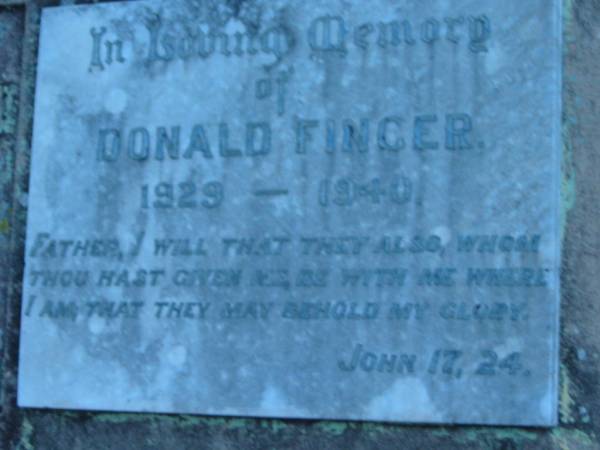 In Loving Memory
of
DONALD FINGER.
1929 — 1940.
FATHER, I WILL THAT THEY ALSO, WHOM
THOU HAST GIVEN ME, BE WITH ME WHERE
I AM, THAT THEY MAY BEHOLD MY GLORY.
JOHN 17, 24.